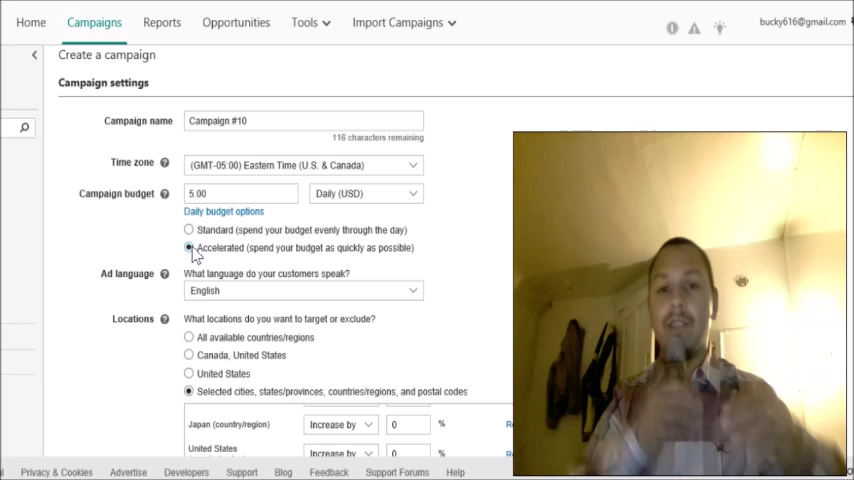 Home Campaigns Reports Opportunities Tools Import Campaigns bucky616@gmail.com
Create a campaign
Campaign settings
Campaign name Campaign #10
116 characters remaining
Time zone (GMT-05:00) Eastern Time (U.S. & Canada)
Campaign budget 5.00 Daily (USD)
Daily budget options
Standard (spend your budget evenly through the day)
Accelerated (spend your budget as quickly as possible)
Ad language What language do your customers speak?
English
Locations What locations do you want to target or exclude?
All available countries/regions
Canada, United States
United States
Selected cities, states/provinces, countries/regions, and postal codes
Japan (country/region) Increase by 0 %
United States Increase by 0 %
Privacy & Cookies Advertise Developers Support Blog Feedback Support Forums Help